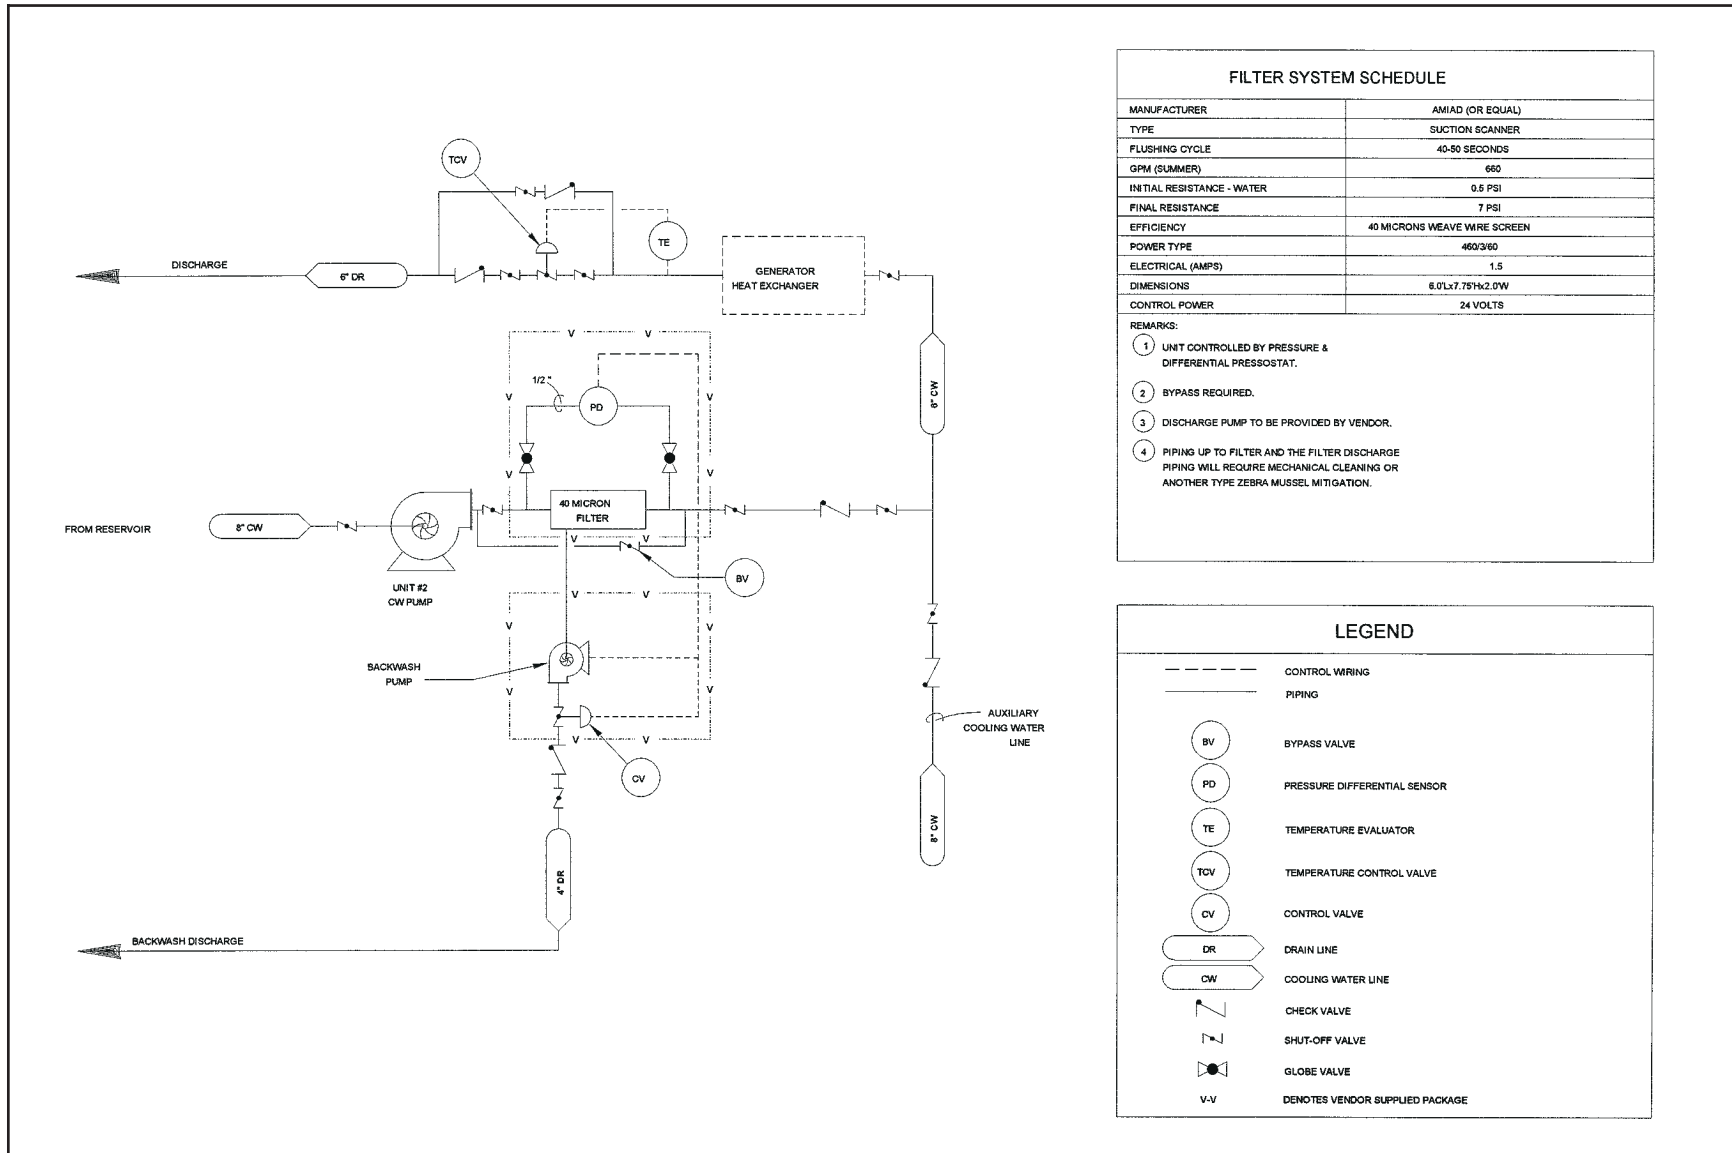 TCV
TE
DISCHARGE
6" DR
GENERATOR
HEAT EXCHANGER
V V
1/2 "
V V
PD
6" CW
V V
40 MICRON
FILTER
FROM RESERVOIR
8" CW
V V
BV
UNIT #2
CW PUMP
V V
V V
BACKWASH
PUMP
V V
AUXILIARY
COOLING WATER
LINE
V V
CV
8" CW
4" DR
BACKWASH DISCHARGE
FILTER SYSTEM SCHEDULE
MANUFACTURER AMIAD (OR EQUAL)
TYPE SUCTION SCANNER
FLUSHING CYCLE 40-50 SECONDS
GPM (SUMMER) 660
INITIAL RESISTANCE - WATER 0.5 PSI
FINAL RESISTANCE 7 PSI
EFFICIENCY 40 MICRONS WEAVE WIRE SCREEN
POWER TYPE 460/3/60
ELECTRICAL (AMPS) 1.5
DIMENSIONS 6.0'Lx7.75'Hx2.0'W
CONTROL POWER 24 VOLTS
REMARKS:
1 UNIT CONTROLLED BY PRESSURE &
DIFFERENTIAL PRESSOSTAT.
2 BYPASS REQUIRED.
3 DISCHARGE PUMP TO BE PROVIDED BY VENDOR.
4 PIPING UP TO FILTER AND THE FILTER DISCHARGE
PIPING WILL REQUIRE MECHANICAL CLEANING OR
ANOTHER TYPE ZEBRA MUSSEL MITIGATION.
LEGEND
CONTROL WIRING
PIPING
BV BYPASS VALVE
PD PRESSURE DIFFERENTIAL SENSOR
TE TEMPERATURE EVALUATOR
TCV TEMPERATURE CONTROL VALVE
CV CONTROL VALVE
DR DRAIN LINE
CW COOLING WATER LINE
CHECK VALVE
SHUT-OFF VALVE
GLOBE VALVE
V-V DENOTES VENDOR SUPPLIED PACKAGE